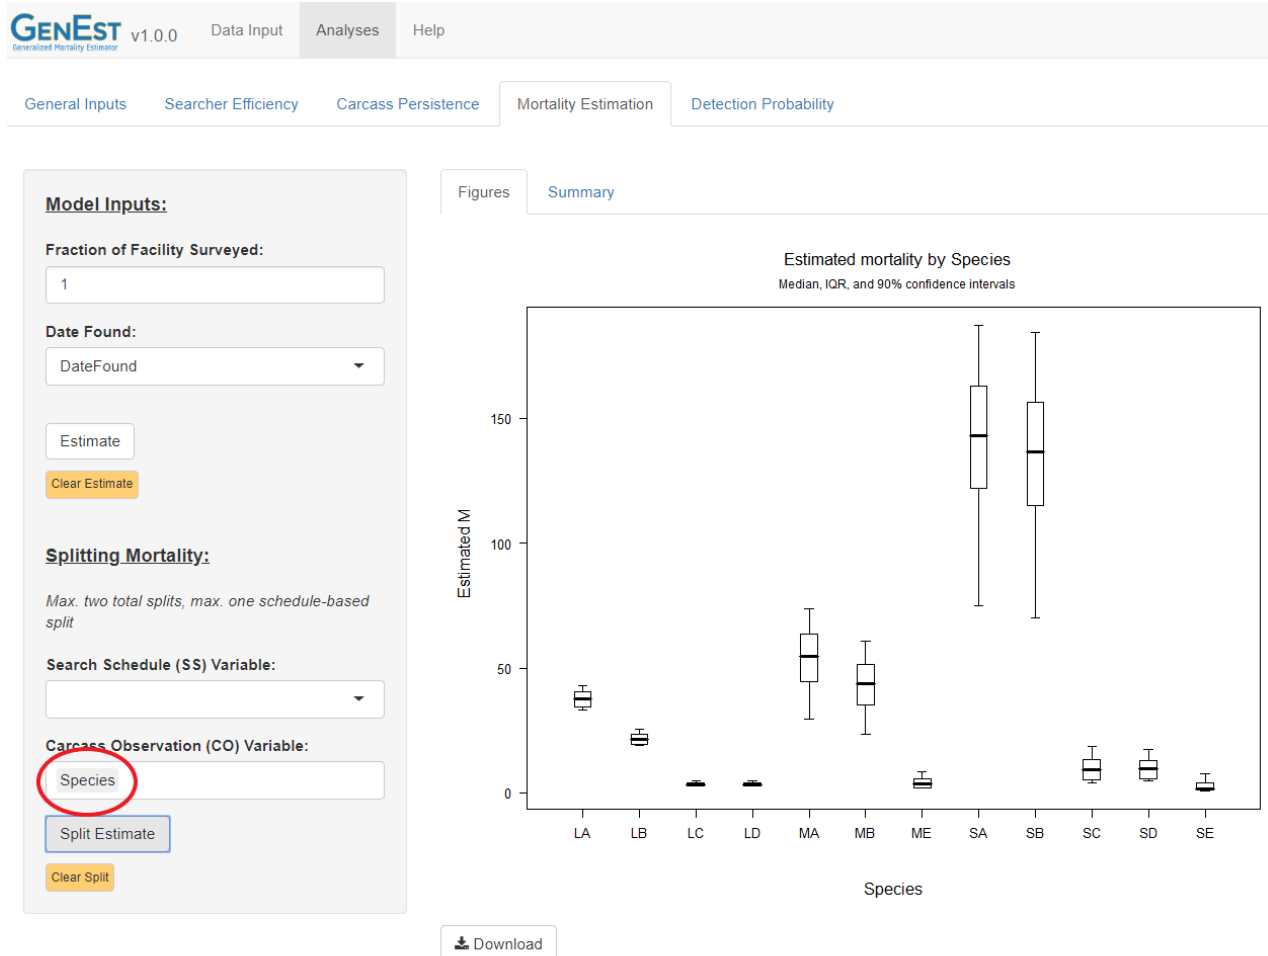 GENEST v1.0.0 Data Input Analyses Help
Generalized Mortality Estimator
General Inputs Searcher Efficiency Carcass Persistence Mortality Estimation Detection Probability
Model Inputs:
Fraction of Facility Surveyed:
1
Date Found:
DateFound
Estimate
Clear Estimate
Splitting Mortality:
Max. two total splits, max. one schedule-based
split
Search Schedule (SS) Variable:
Carcass Observation (CO) Variable:
Species
Split Estimate
Clear Split
Figures Summary
Estimated mortality by Species
Median, IQR, and 90% confidence intervals
Estimated M
150
100
50
0
LA LB LC LD MA MB ME SA SB SC SD SE
Species
Download